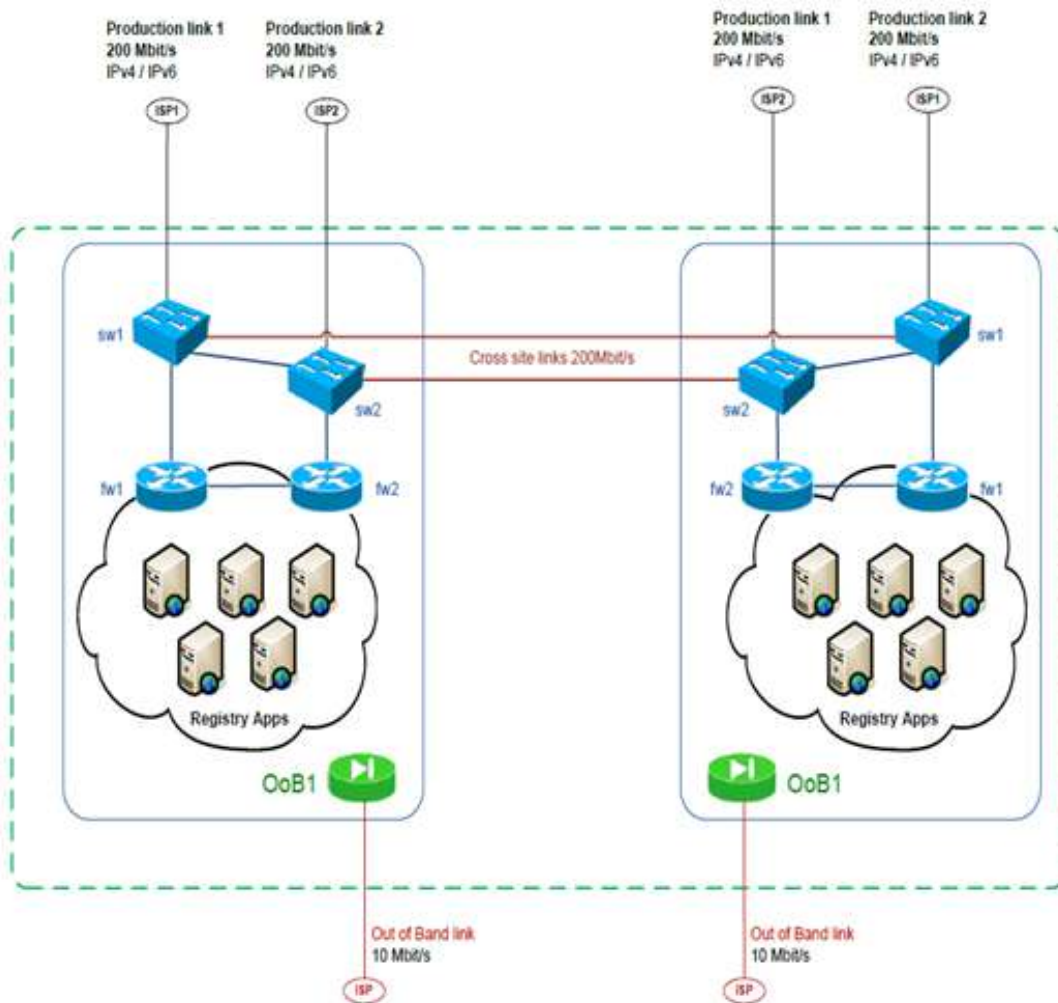 Production link 1
200 Mbit/s
IPv4 / IPv6
Production link 2
200 Mbit/s
IPv4 / IPv6
Production link 1
200 Mbit/s
IPv4 / IPv6
Production link 2
200 Mbit/s
IPv4 / IPv6
ISP1
ISP2
ISP2
ISP1
sw1
sw1
Cross site links 200Mbit/s
sw2
sw2
fw1
fw2
fw2
fw1
Registry Apps
Registry Apps
OoB1
OoB1
Out of Band link
10 Mbit/s
Out of Band link
10 Mbit/s
ISP
ISP